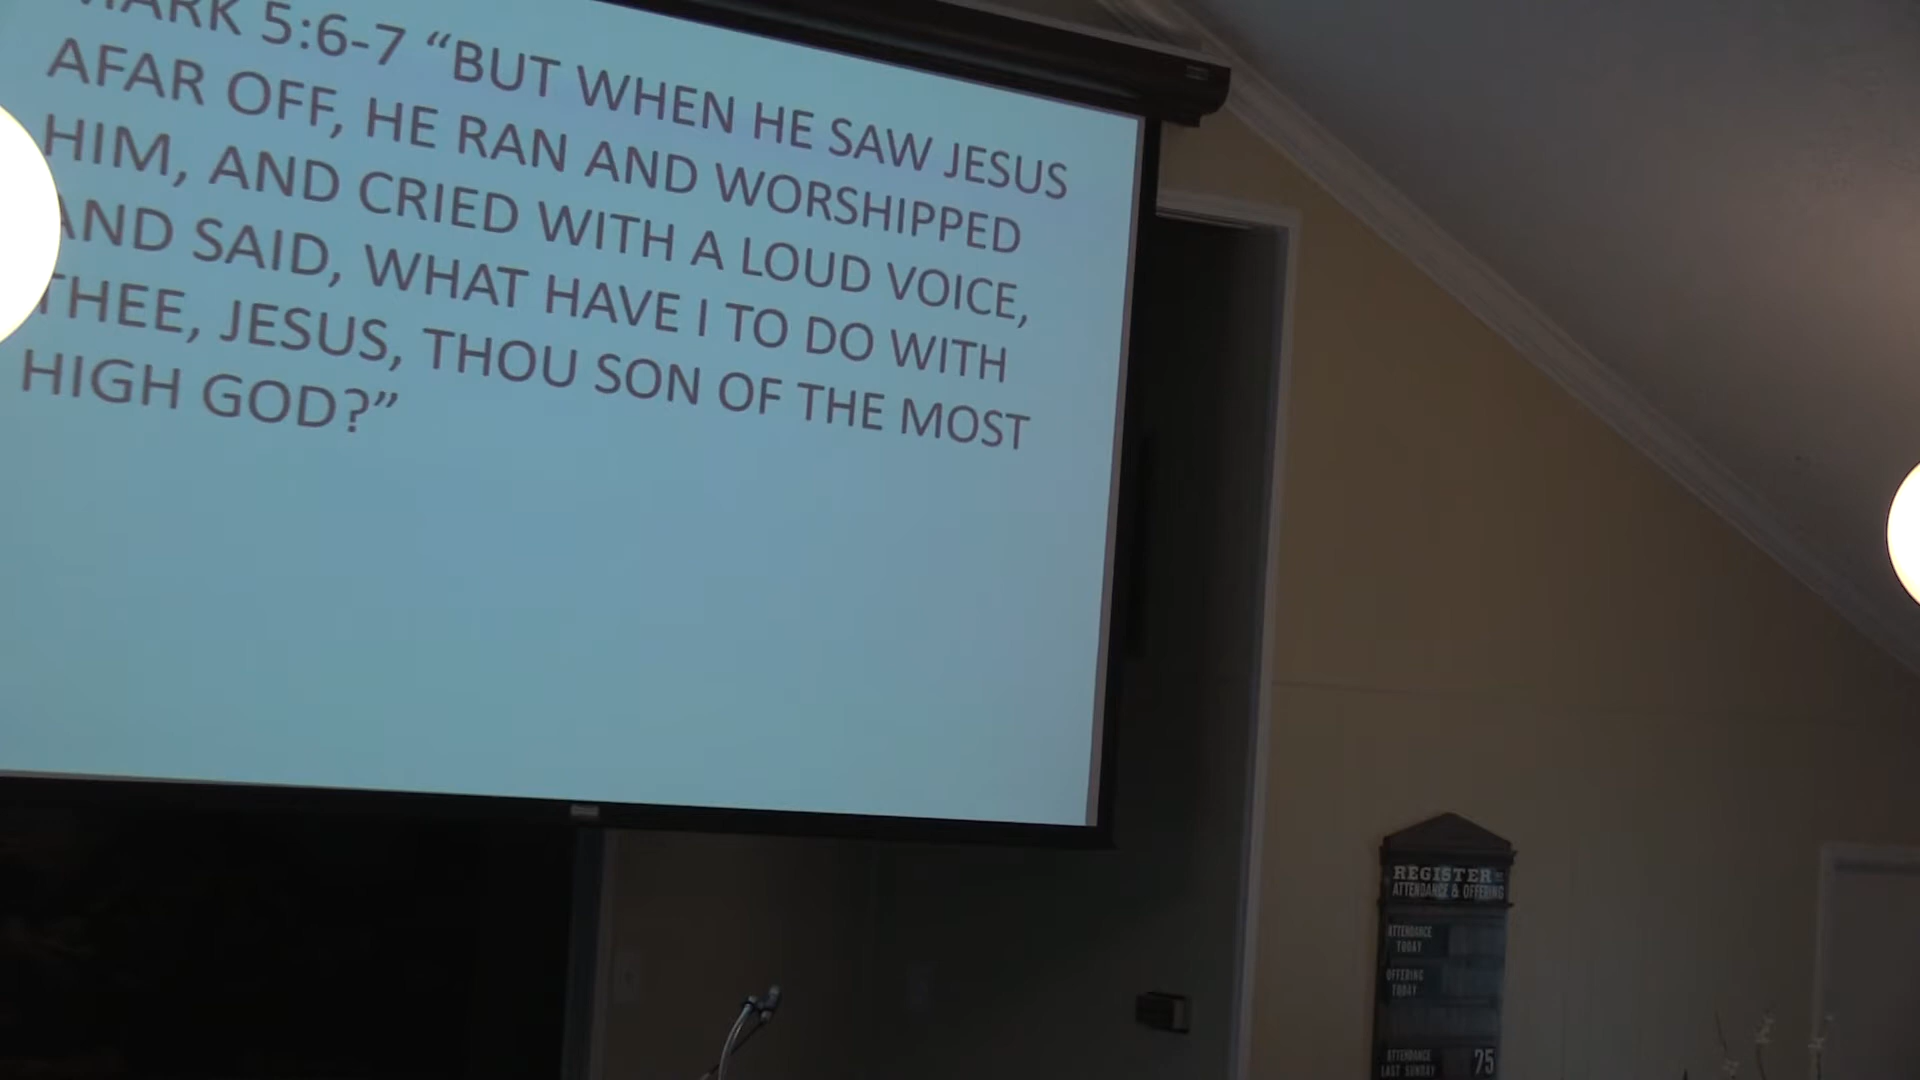 MARK 5:6-7 “BUT WHEN HE SAW JESUS
AFAR OFF, HE RAN AND WORSHIPPED
HIM, AND CRIED WITH A LOUD VOICE,
AND SAID, WHAT HAVE I TO DO WITH
THEE, JESUS, THOU SON OF THE MOST
HIGH GOD?”
REGISTER OF
ATTENDANCE & OFFERING
ATTENDANCE
TODAY
OFFERING
TODAY
ATTENDANCE
LAST SUNDAY 75